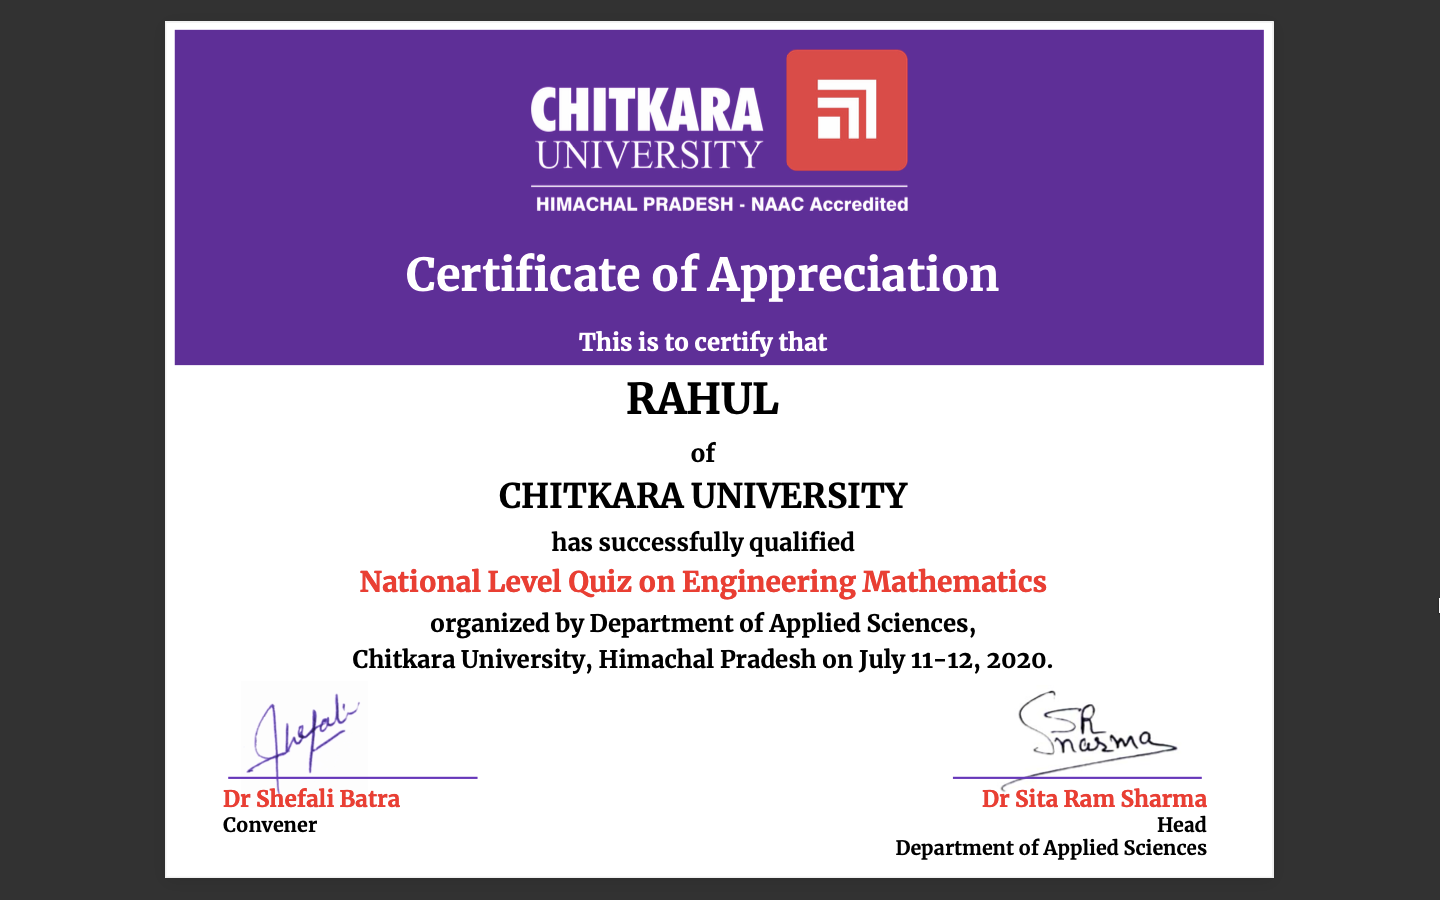 CHITKARA
UNIVERSITY
HIMACHAL PRADESH - NAAC Accredited
Certificate of Appreciation
This is to certify that
RAHUL
of
CHITKARA UNIVERSITY
has successfully qualified
National Level Quiz on Engineering Mathematics
organized by Department of Applied Sciences,
Chitkara University, Himachal Pradesh on July 11-12, 2020.
Shefali
SR Sharma
Dr Shefali Batra
Convener
Dr Sita Ram Sharma
Head
Department of Applied Sciences